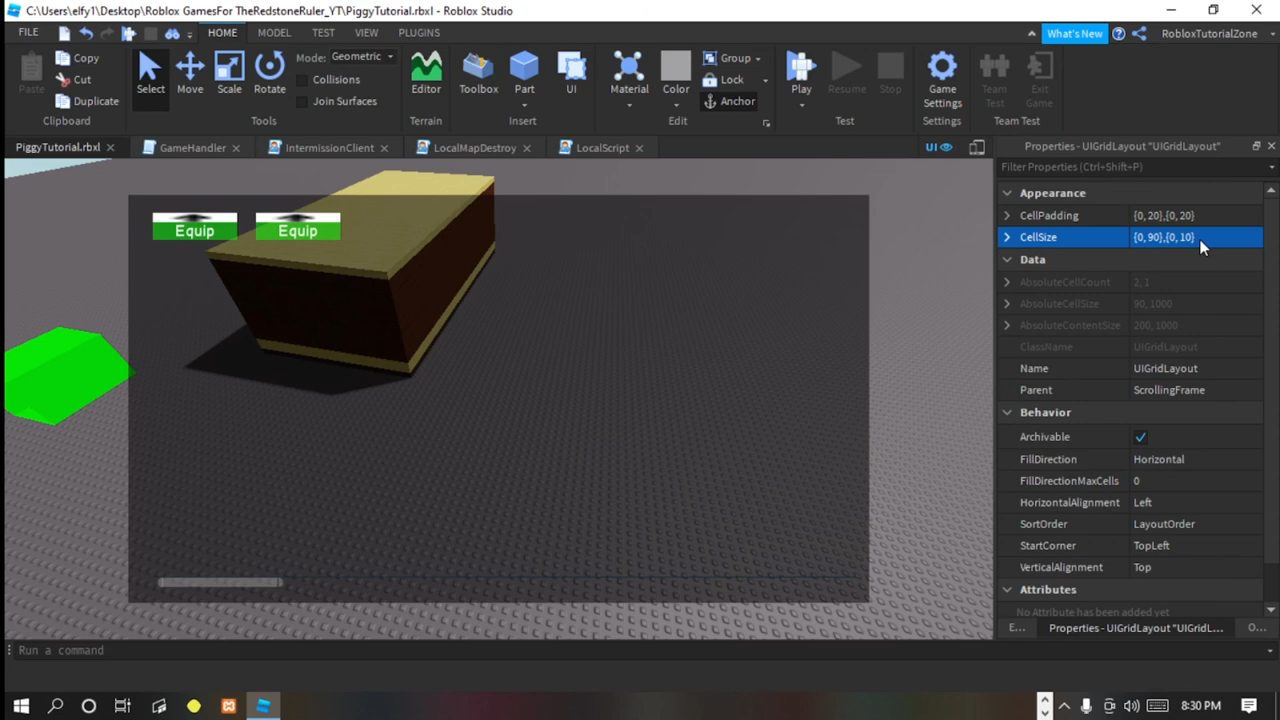 C:\Users\elfy1\Desktop\Roblox GamesFor TheRedstoneRuler_YT\PiggyTutorial.rbxl - Roblox Studio
FILE HOME MODEL TEST VIEW PLUGINS What's New RobloxTutorialZone
Paste Copy Cut Duplicate
Clipboard
Select Move Scale Rotate
Mode: Geometric
Collisions
Join Surfaces
Tools
Editor
Terrain
Toolbox Part UI
Insert
Material Color
Group
Lock
Anchor
Edit
Play Resume Stop
Test
Game Settings
Settings
Team Test
Exit Game
Team Test
PiggyTutorial.rbxl GameHandler IntermissionClient LocalMapDestroy LocalScript UI
Equip Equip
Properties - UIGridLayout "UIGridLayout"
Filter Properties (Ctrl+Shift+P)
Appearance
CellPadding {0, 20},{0, 20}
CellSize {0, 90},{0, 10}
Data
AbsoluteCellCount 2, 1
AbsoluteCellSize 90, 1000
AbsoluteContentSize 200, 1000
ClassName UIGridLayout
Name UIGridLayout
Parent ScrollingFrame
Behavior
Archivable
FillDirection Horizontal
FillDirectionMaxCells 0
HorizontalAlignment Left
SortOrder LayoutOrder
StartCorner TopLeft
VerticalAlignment Top
Attributes
No Attribute has been added yet
E... Properties - UIGridLayout "UIGridL... O...
Run a command
8:30 PM